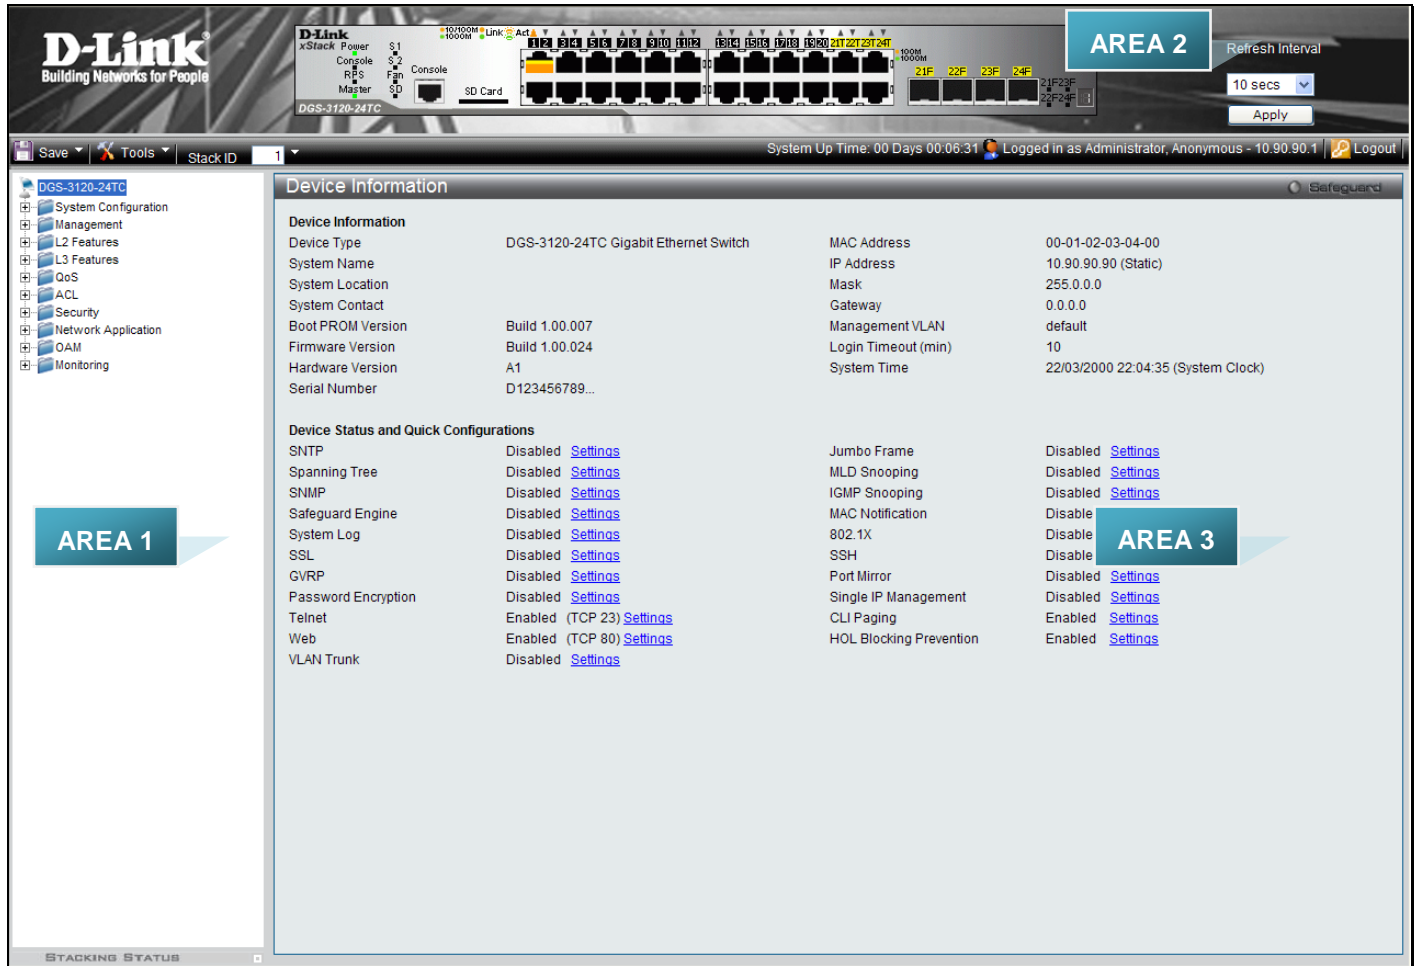 D-Link
Building Networks for People
D-Link
xStack
Power S1
Console S2
RPS Fan
Master SD
DGS-3120-24TC
Console
SD Card
10/100M
1000M
Link
Act
1 2 3 4 5 6 7 8 9 10 11 12 13 14 15 16 17 18 19 20 21T 22T 23T 24T
100M
1000M
21F 22F 23F 24F
21F 23F
22F 24F
AREA 2
Refresh Interval
10 secs
Apply
Save Tools Stack ID 1
System Up Time: 00 Days 00:06:31 Logged in as Administrator, Anonymous - 10.90.90.1 Logout
DGS-3120-24TC
System Configuration
Management
L2 Features
L3 Features
QoS
ACL
Security
Network Application
OAM
Monitoring
AREA 1
STACKING STATUS
Device Information
Safeguard
Device Information
Device Type DGS-3120-24TC Gigabit Ethernet Switch MAC Address 00-01-02-03-04-00
System Name IP Address 10.90.90.90 (Static)
System Location Mask 255.0.0.0
System Contact Gateway 0.0.0.0
Boot PROM Version Build 1.00.007 Management VLAN default
Firmware Version Build 1.00.024 Login Timeout (min) 10
Hardware Version A1 System Time 22/03/2000 22:04:35 (System Clock)
Serial Number D123456789...
Device Status and Quick Configurations
SNTP Disabled Settings Jumbo Frame Disabled Settings
Spanning Tree Disabled Settings MLD Snooping Disabled Settings
SNMP Disabled Settings IGMP Snooping Disabled Settings
Safeguard Engine Disabled Settings MAC Notification Disable
System Log Disabled Settings 802.1X Disable
SSL Disabled Settings SSH Disable
GVRP Disabled Settings Port Mirror Disabled Settings
Password Encryption Disabled Settings Single IP Management Disabled Settings
Telnet Enabled (TCP 23) Settings CLI Paging Enabled Settings
Web Enabled (TCP 80) Settings HOL Blocking Prevention Enabled Settings
VLAN Trunk Disabled Settings
AREA 3